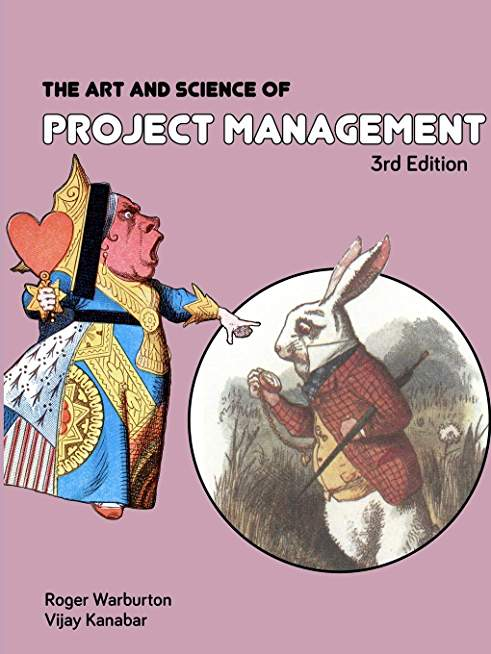 THE ART AND SCIENCE OF
PROJECT MANAGEMENT
3rd Edition
Roger Warburton
Vijay Kanabar